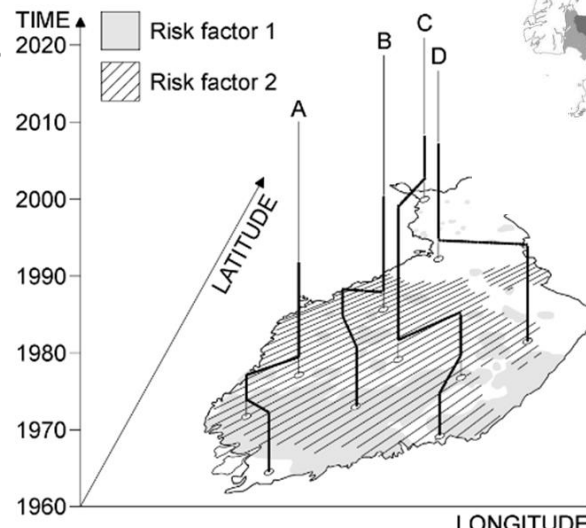 TIME
2020
2010
2000
1990
1980
1970
1960
Risk factor 1
Risk factor 2
A
B
C
D
LATITUDE
LONGITUDE